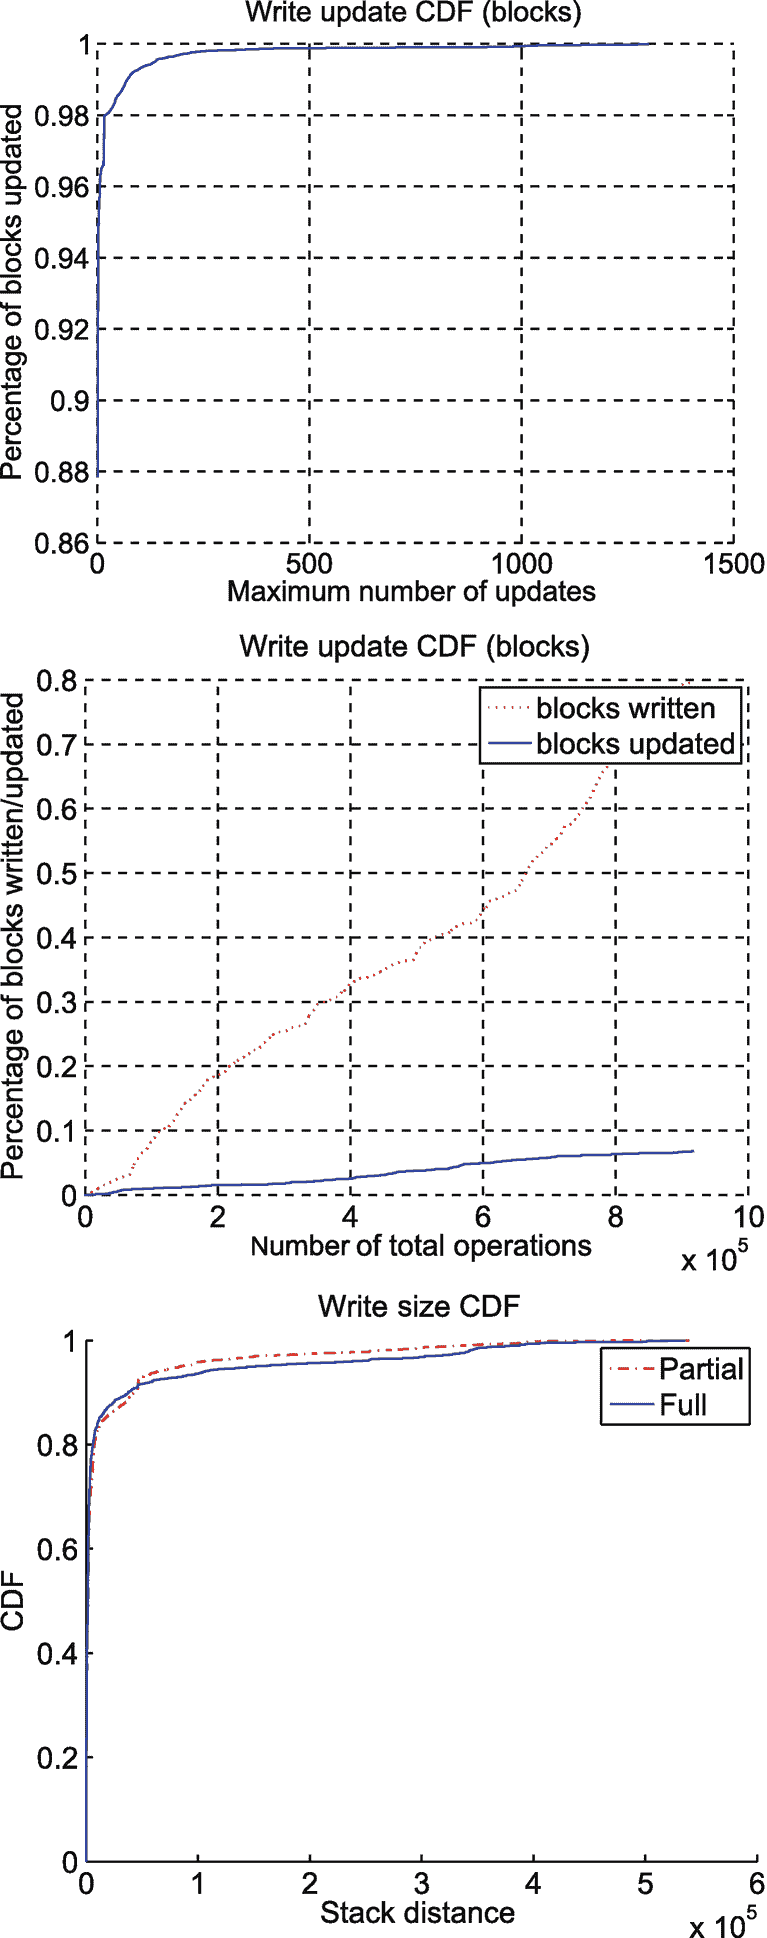 Write update CDF (blocks)
Percentage of blocks updated
1
0.98
0.96
0.94
0.92
0.9
0.88
0.86
0 500 1000 1500
Maximum number of updates
Write update CDF (blocks)
Percentage of blocks written/updated
0.8
0.7
0.6
0.5
0.4
0.3
0.2
0.1
0
blocks written
blocks updated
0 2 4 6 8 10
Number of total operations
x 10^5
Write size CDF
CDF
1
0.8
0.6
0.4
0.2
0
Partial
Full
0 1 2 3 4 5 6
Stack distance
x 10^5